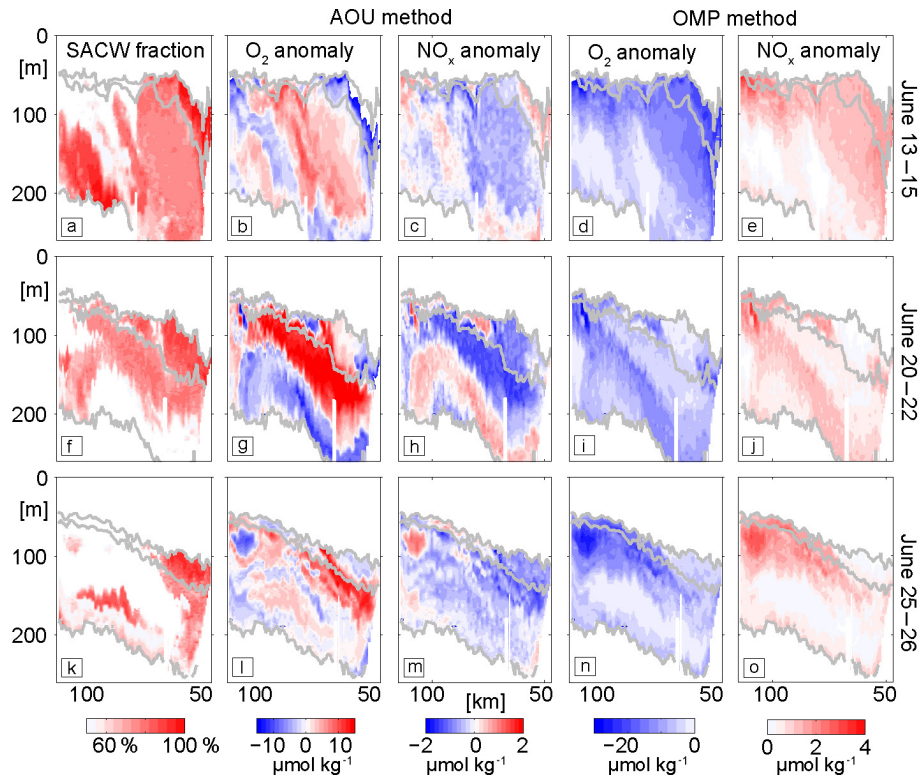 AOU method OMP method
SACW fraction O₂ anomaly NOₓ anomaly O₂ anomaly NOₓ anomaly
0
[m]
100
200
a b c d e
June 13–15
0
[m]
100
200
f g h i j
June 20–22
0
[m]
100
200
k l m n o
June 25–26
100 50 100 50 100 50 100 50 100 50
[km]
60 % 100 % −10 0 10 −2 0 2 −20 0 0 2 4
µmol kg⁻¹ µmol kg⁻¹ µmol kg⁻¹ µmol kg⁻¹